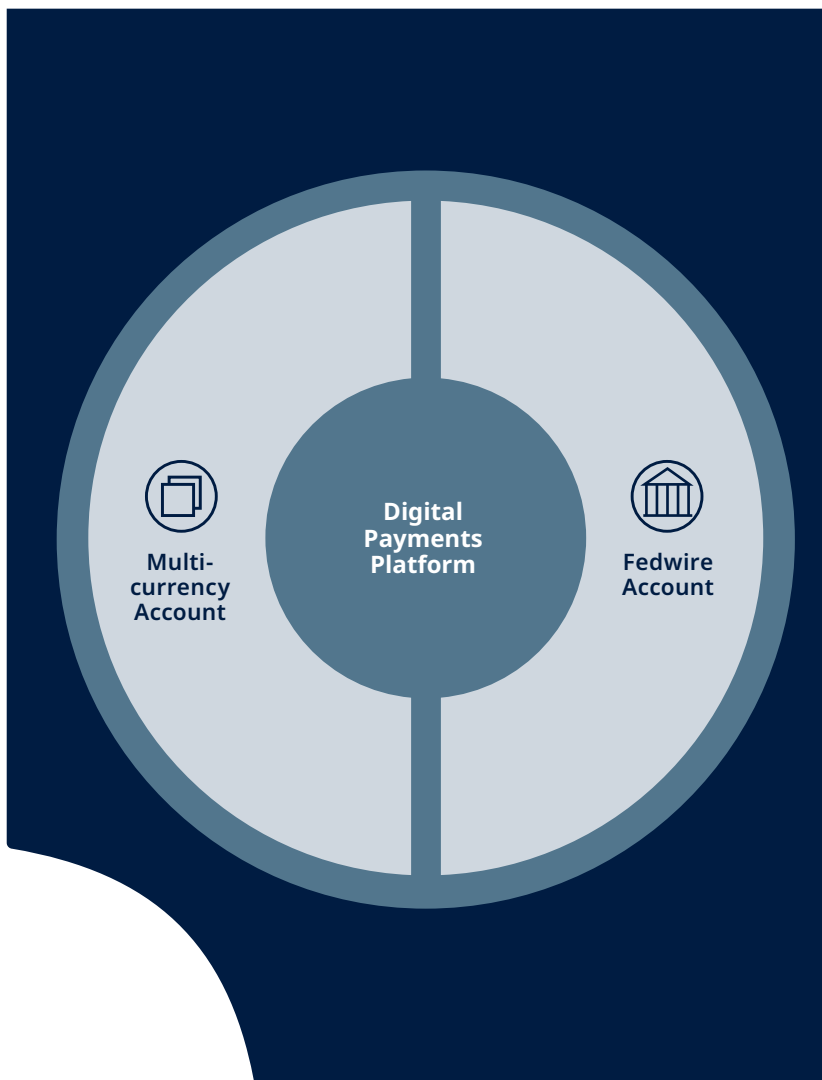 Digital
Payments
Platform
Multi-
currency
Account
Fedwire
Account